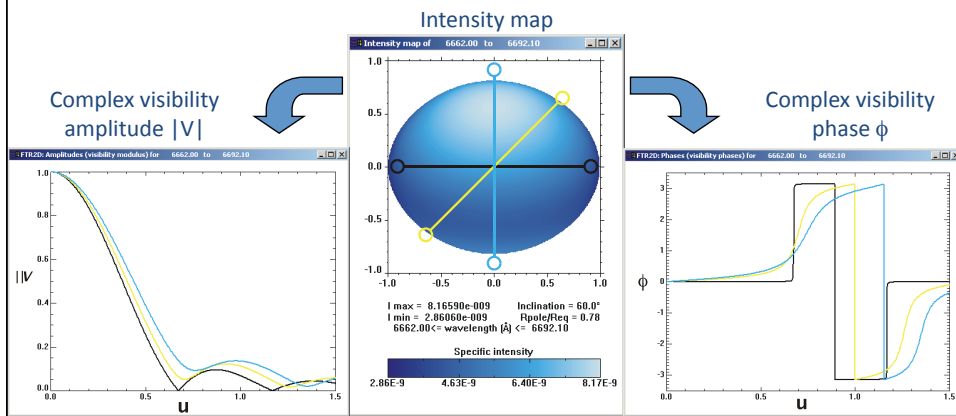 Intensity map
Complex visibility
amplitude |V|
Complex visibility
phase ϕ
Intensity map of 6662.00 to 6692.10
1.0
0.5
0.0
-0.5
-1.0
-1.0 -0.5 0.0 0.5 1.0
I max = 8.16590e-009 Inclination = 60.0°
I min = 2.86060e-009 Rpole/Req = 0.78
6662.00<= wavelength (Å) <= 6692.10
Specific intensity
2.86E-9 4.63E-9 6.40E-9 8.17E-9
FTR2D: Amplitudes (visibility modulus) for 6662.00 to 6692.10
1.0
0.8
0.6
||V
0.4
0.2
0.0
0.0 0.5 1.0 1.5
u
FTR2D: Phases (visibility phases) for 6662.00 to 6692.10
3
2
1
ϕ 0
-1
-2
-3
0.0 0.5 1.0 1.5
u